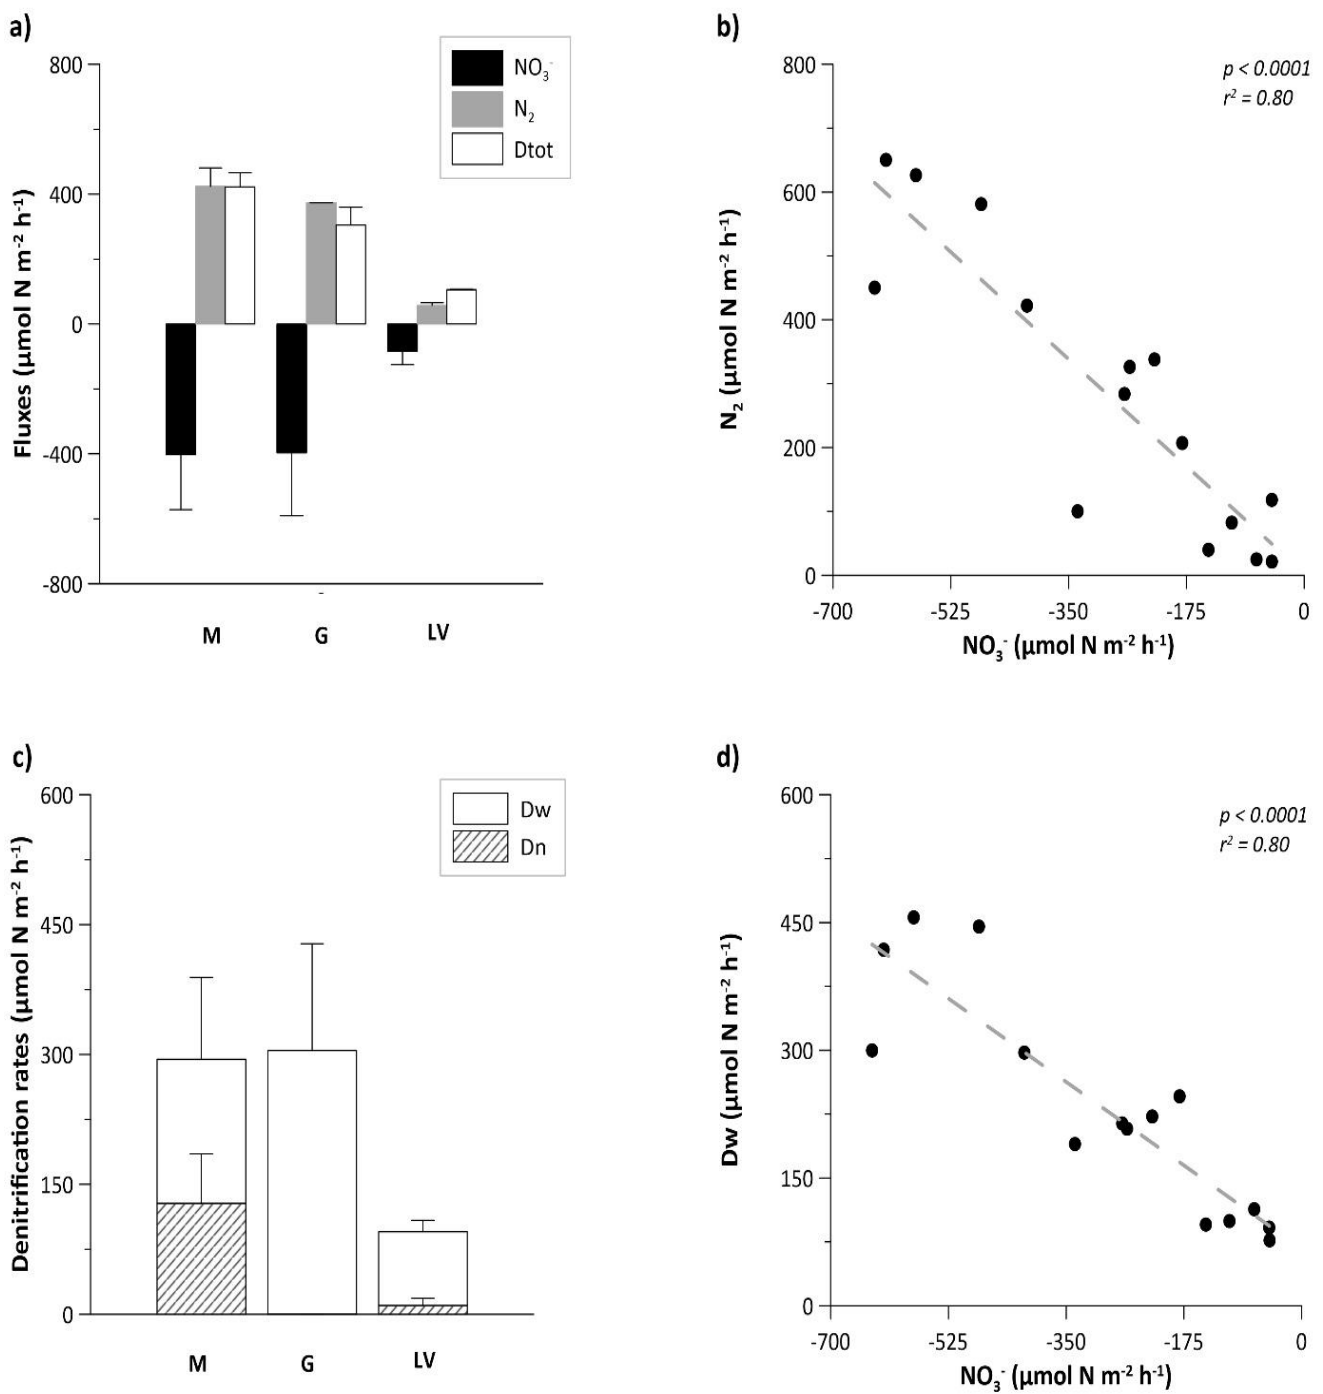 a)
800
400
0
-400
-800
Fluxes (µmol N m⁻² h⁻¹)
NO₃⁻
N₂
Dtot
M G LV
b)
p < 0.0001
r² = 0.80
800
600
400
200
0
N₂ (µmol N m⁻² h⁻¹)
-700 -525 -350 -175 0
NO₃⁻ (µmol N m⁻² h⁻¹)
c)
600
450
300
150
0
Denitrification rates (µmol N m⁻² h⁻¹)
Dw
Dn
M G LV
d)
p < 0.0001
r² = 0.80
600
450
300
150
0
Dw (µmol N m⁻² h⁻¹)
-700 -525 -350 -175 0
NO₃⁻ (µmol N m⁻² h⁻¹)